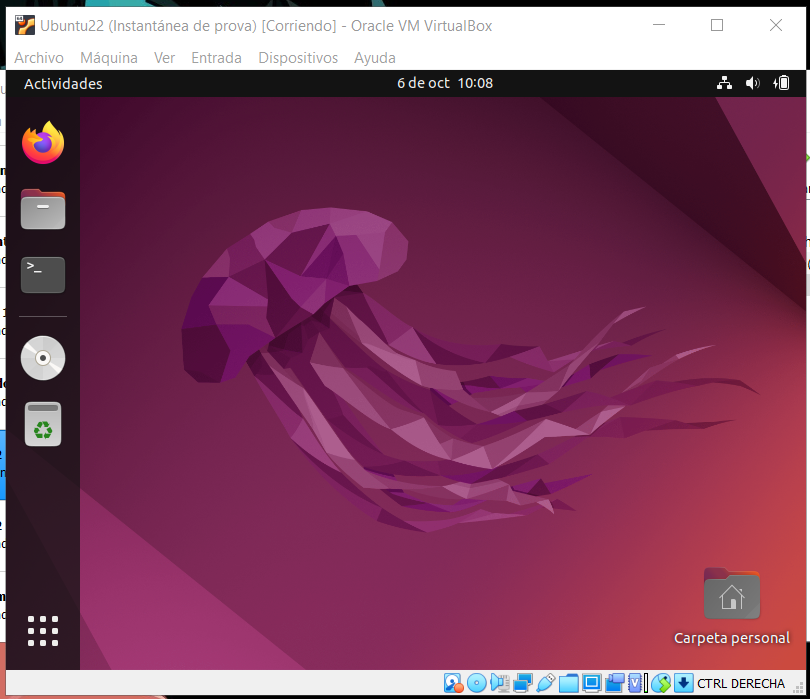 Ubuntu22 (Instantánea de prova) [Corriendo] - Oracle VM VirtualBox
Archivo Máquina Ver Entrada Dispositivos Ayuda
Actividades 6 de oct 10:08
>_
Carpeta personal
CTRL DERECHA